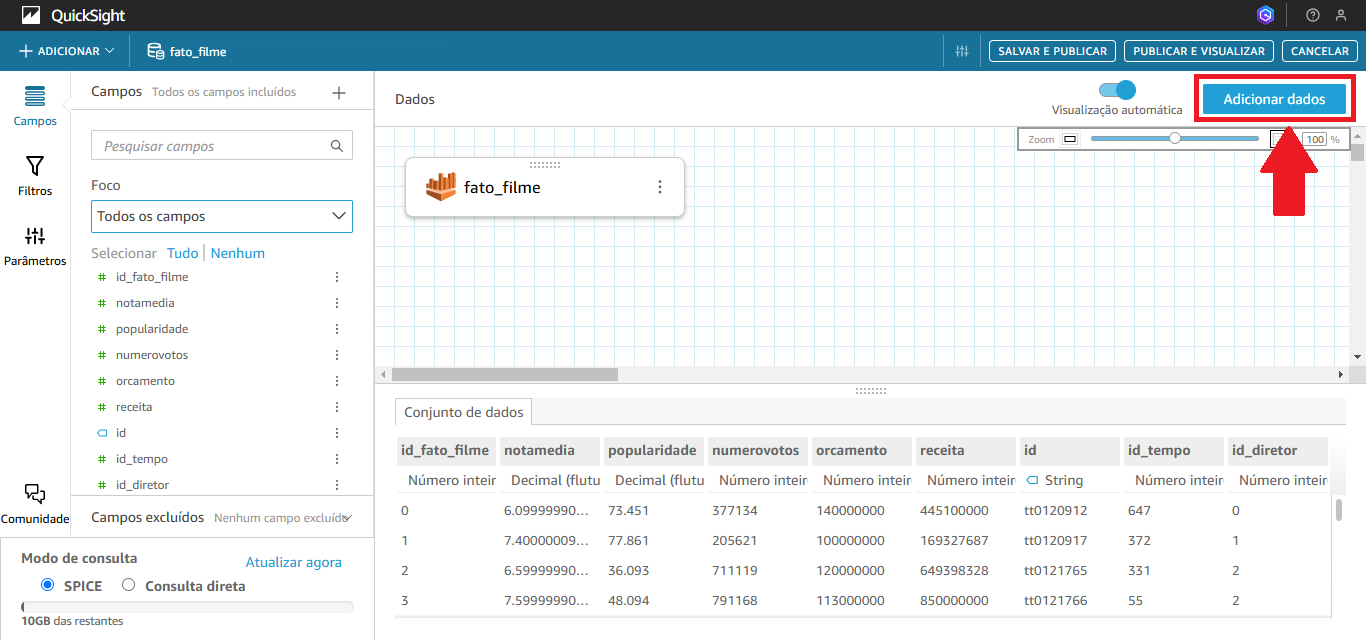 QuickSight
ADICIONAR
fato_filme
SALVAR E PUBLICAR
PUBLICAR E VISUALIZAR
CANCELAR
Campos
Filtros
Parâmetros
Comunidade
Campos Todos os campos incluídos
Pesquisar campos
Foco
Todos os campos
Selecionar Tudo Nenhum
# id_fato_filme
# notamedia
# popularidade
# numerovotos
# orcamento
# receita
id
# id_tempo
# id_diretor
Campos excluídos Nenhum campo excluído
Modo de consulta Atualizar agora
SPICE Consulta direta
10GB das restantes
Dados
Visualização automática
Adicionar dados
Zoom 100 %
fato_filme
Conjunto de dados
id_fato_filme notamedia popularidade numerovotos orcamento receita id id_tempo id_diretor
Número inteir Decimal (flutu Decimal (flutu Número inteir Número inteir Número inteir String Número inteir Número inteir
0 6.09999990... 73.451 377134 140000000 445100000 tt0120912 647 0
1 7.40000009... 77.861 205621 100000000 169327687 tt0120917 372 1
2 6.59999990... 36.093 711119 120000000 649398328 tt0121765 331 2
3 7.59999990... 48.094 791168 113000000 850000000 tt0121766 55 2